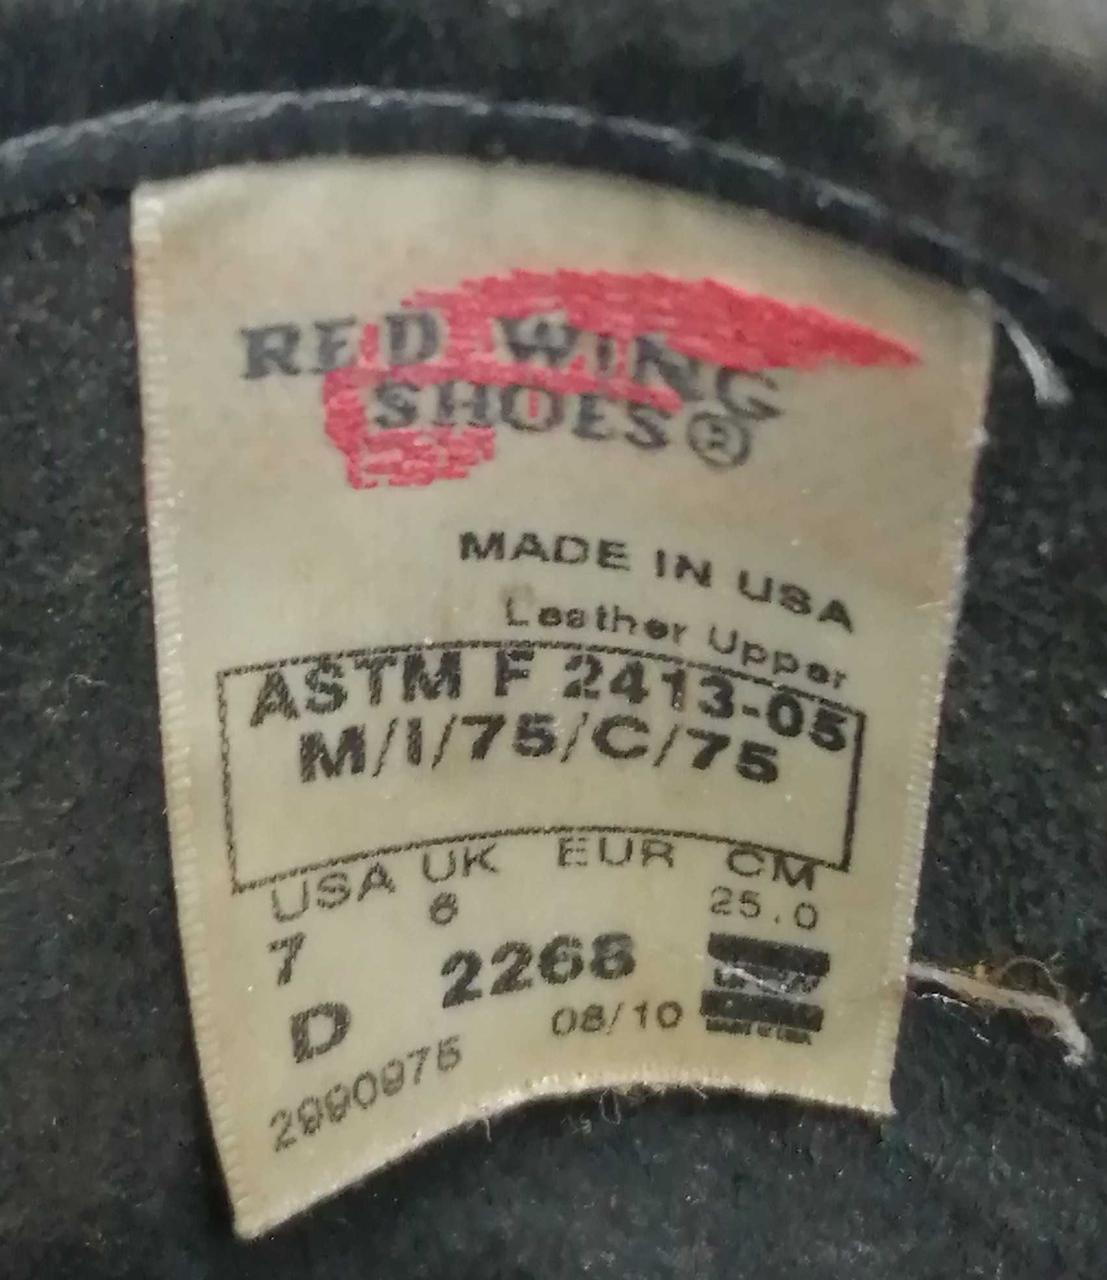 RED WING
SHOES®
MADE IN USA
Leather Upper
ASTM F 2413-05
M/I/75/C/75
USA UK EUR CM
7 6 25.0
D 2268
08/10
2990975